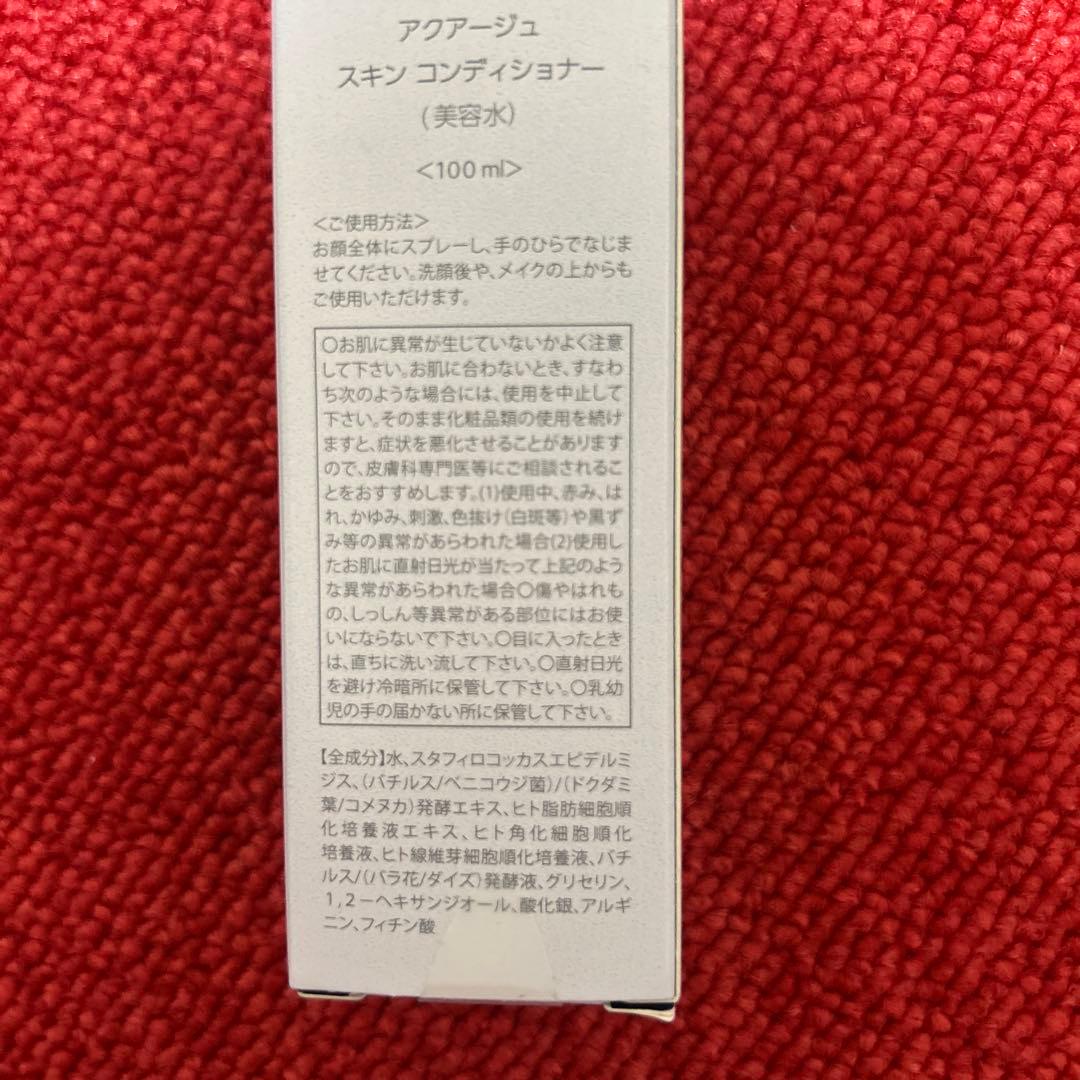 アクアージュ
スキン コンディショナー
(美容水)
<100 ml>
<ご使用方法>
お顔全体にスプレーし、手のひらでなじま
せてください。洗顔後や、メイクの上からも
ご使用いただけます。
〇お肌に異常が生じていないかよく注意
して下さい。お肌に合わないとき、すなわ
ち次のような場合には、使用を中止して
下さい。そのまま化粧品類の使用を続け
ますと、症状を悪化させることがあります
ので、皮膚科専門医等にご相談されるこ
とをおすすめします。(1)使用中、赤み、は
れ、かゆみ、刺激、色抜け(白斑等)や黒ず
み等の異常があらわれた場合(2)使用し
たお肌に直射日光が当たって上記のよう
な異常があらわれた場合〇傷やはれも
の、しっしん等異常がある部位にはお使
いにならないで下さい。〇目に入ったとき
は、直ちに洗い流して下さい。〇直射日光
を避け冷暗所に保管して下さい。〇乳幼
児の手の届かない所に保管して下さい。
【全成分】水、スタフィロコッカスエピデルミ
ジス、(バチルス/ベニコウジ菌)/(ドクダミ
葉/コメヌカ)発酵エキス、ヒト脂肪細胞順
化培養液エキス、ヒト角化細胞順化
培養液、ヒト線維芽細胞順化培養液、バチ
ルス/(バラ花/ダイズ)発酵液、グリセリン、
1,2-ヘキサンジオール、酸化銀、アルギ
ニン、フィチン酸